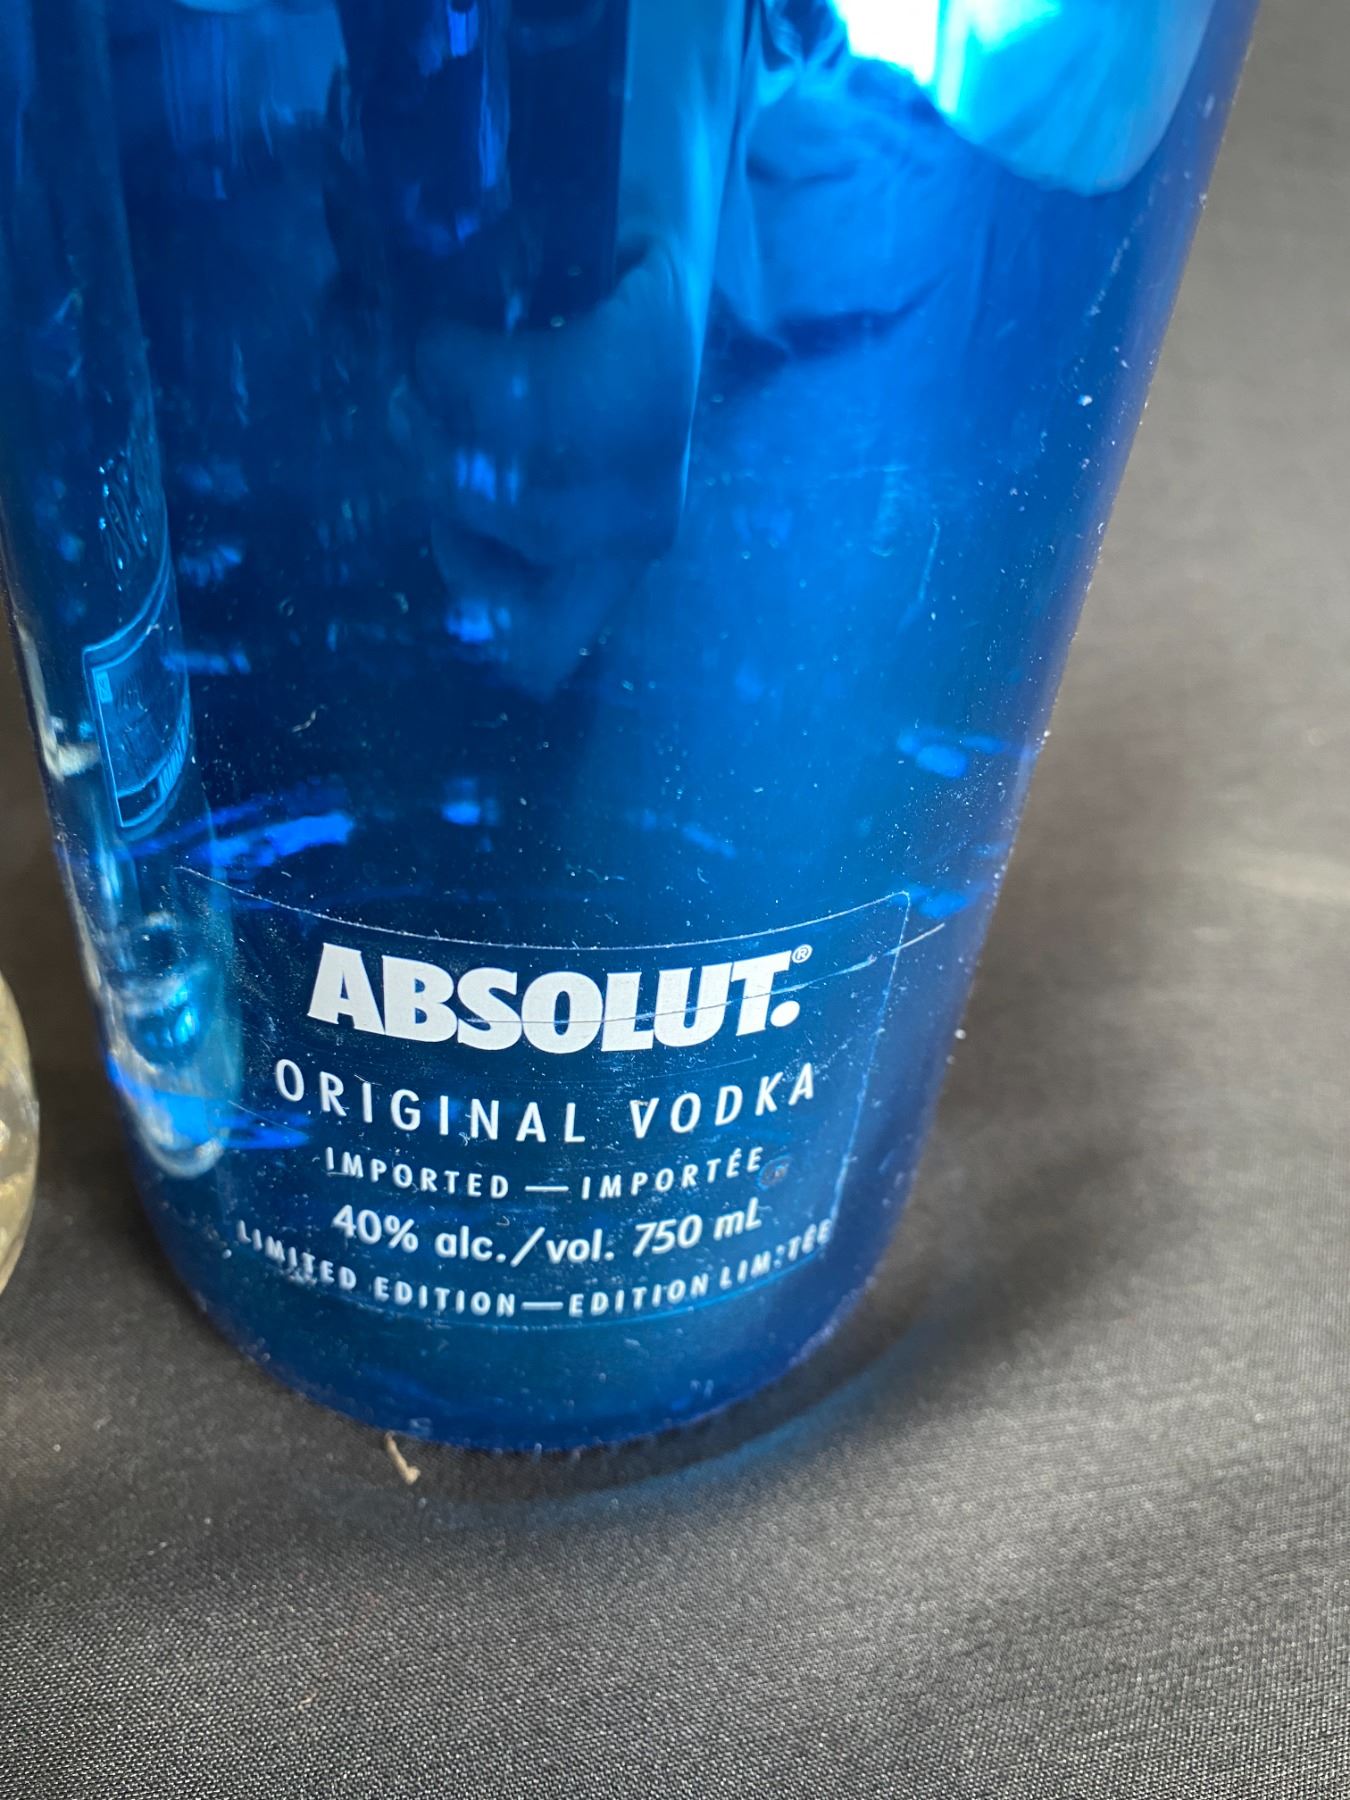 ABSOLUT.®
ORIGINAL VODKA
IMPORTED — IMPORTÉE
40% alc./vol. 750 mL
LIMITED EDITION—EDITION LIMITÉE